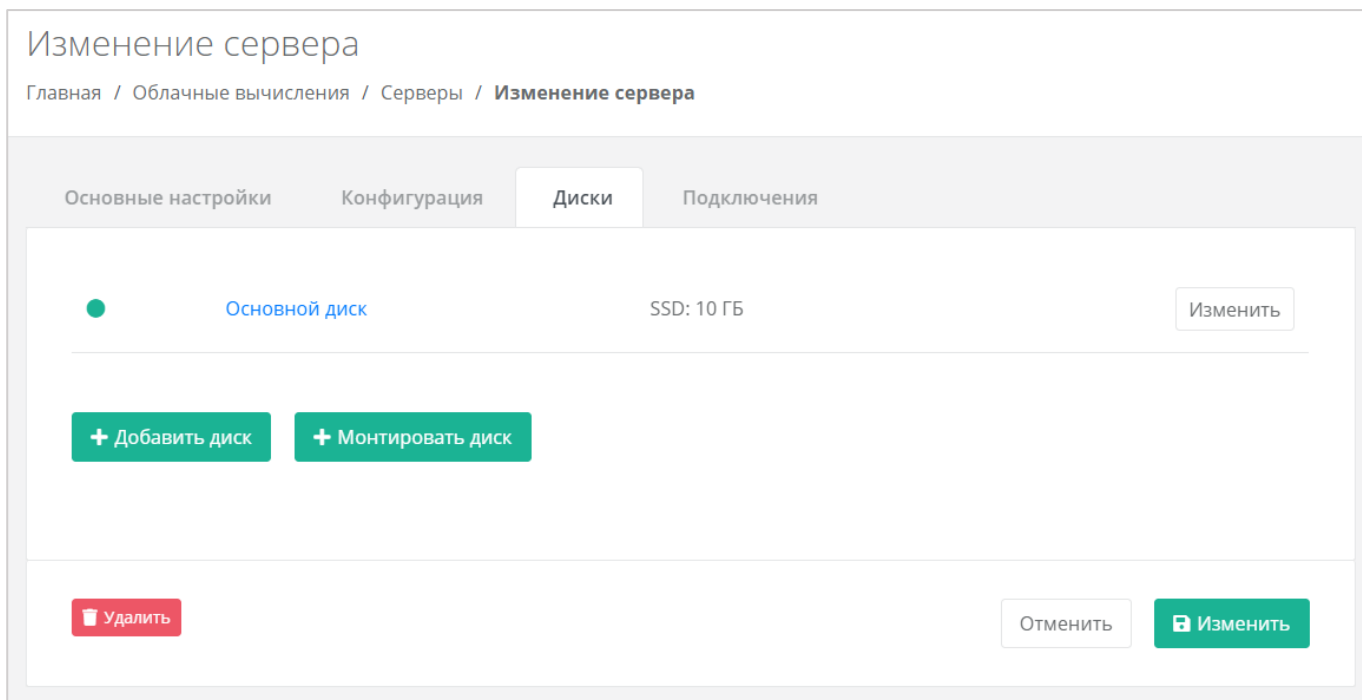 Изменение сервера
Главная / Облачные вычисления / Серверы / Изменение сервера
Основные настройки Конфигурация Диски Подключения
Основной диск SSD: 10 ГБ Изменить
Добавить диск Монтировать диск
Удалить Отменить Изменить